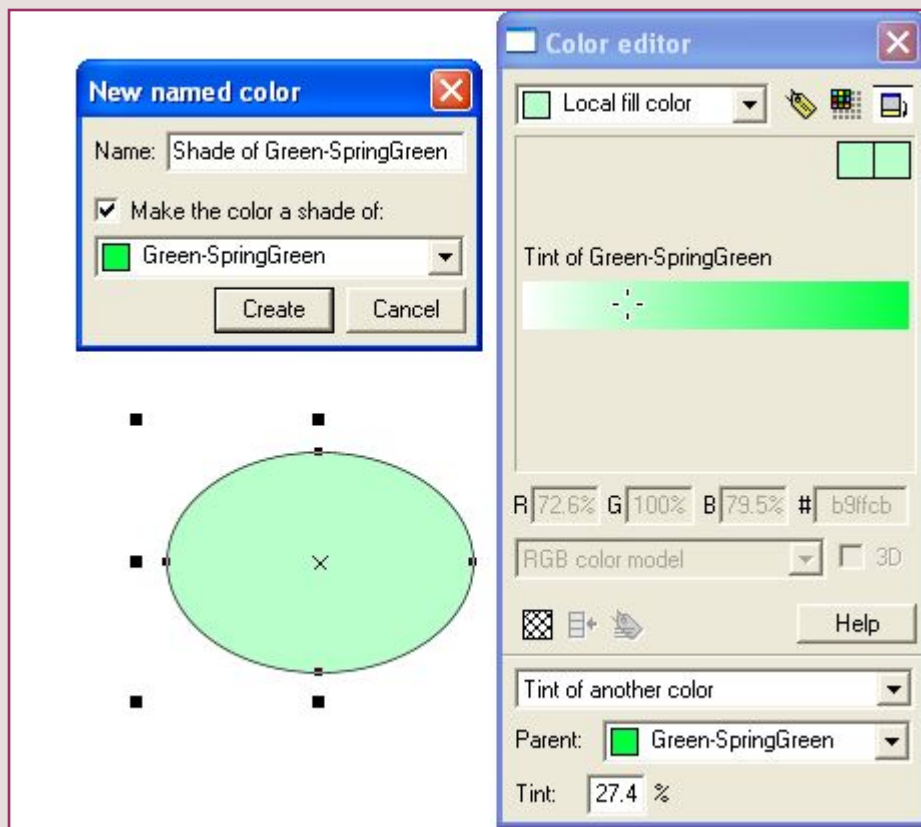 New named color
Name: Shade of Green-SpringGreen
Make the color a shade of:
Green-SpringGreen
Create Cancel
Color editor
Local fill color
Tint of Green-SpringGreen
R 72.6% G 100% B 79.5% # b9ffcb
RGB color model 3D
Help
Tint of another color
Parent: Green-SpringGreen
Tint: 27.4 %